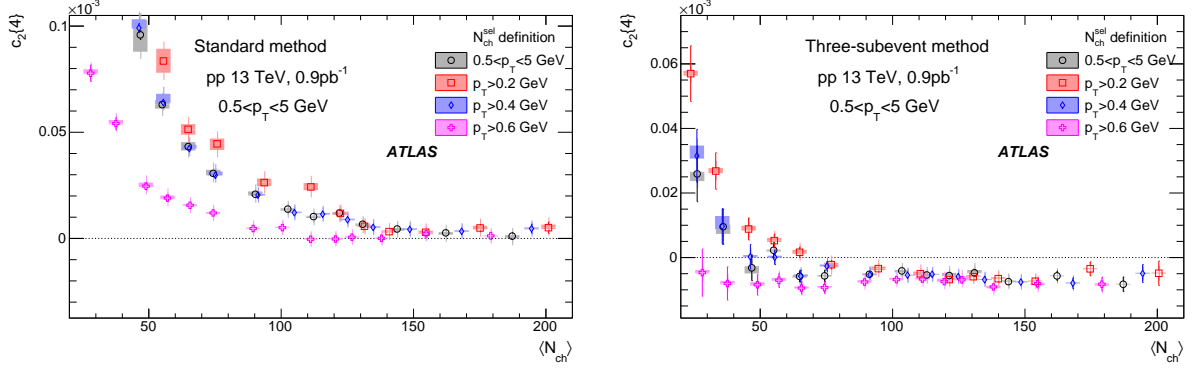 ×10⁻³
c₂{4}
0.1
0.05
0
Standard method
pp 13 TeV, 0.9pb⁻¹
0.5<p_T<5 GeV
N_ch^sel definition
0.5<p_T<5 GeV
p_T>0.2 GeV
p_T>0.4 GeV
p_T>0.6 GeV
ATLAS
50 100 150 200
⟨N_ch⟩
×10⁻³
c₂{4}
0.06
0.04
0.02
0
Three-subevent method
pp 13 TeV, 0.9pb⁻¹
0.5<p_T<5 GeV
N_ch^sel definition
0.5<p_T<5 GeV
p_T>0.2 GeV
p_T>0.4 GeV
p_T>0.6 GeV
ATLAS
50 100 150 200
⟨N_ch⟩